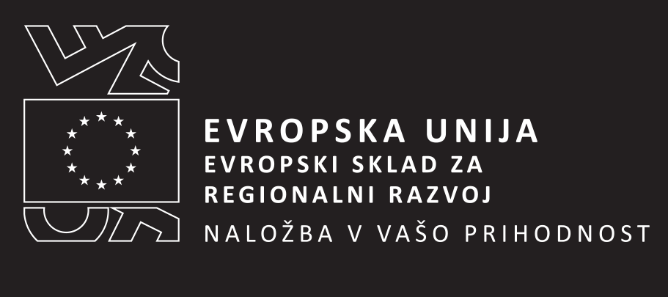 EVROPSKA UNIJA
EVROPSKI SKLAD ZA
REGIONALNI RAZVOJ
NALOŽBA V VAŠO PRIHODNOST